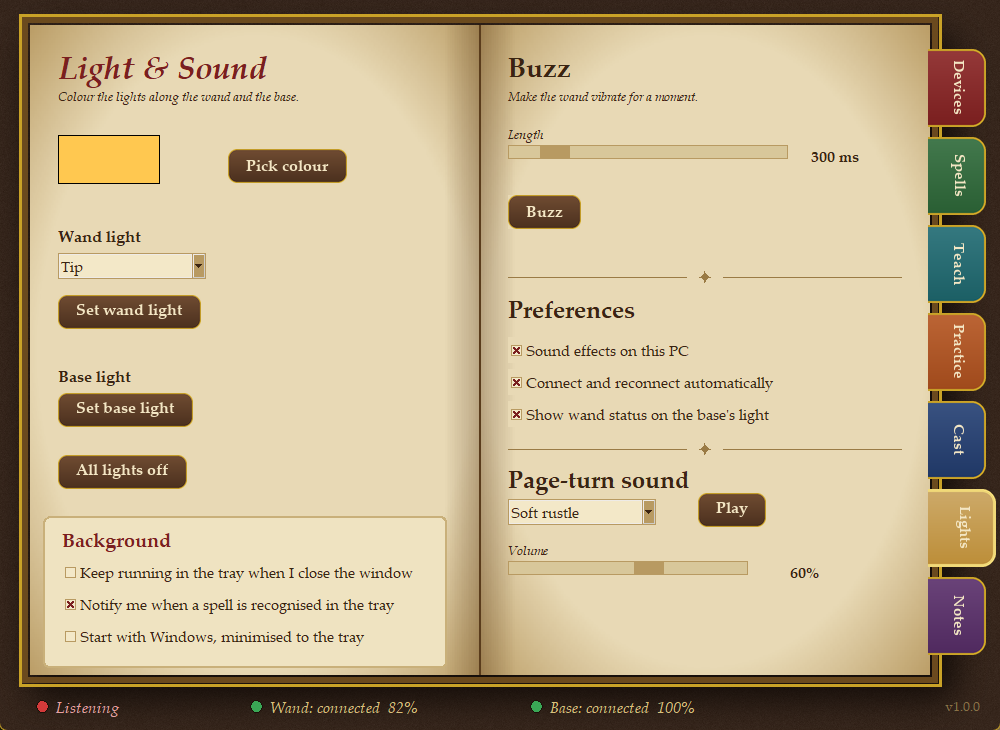 Light & Sound
Colour the lights along the wand and the base.
Pick colour
Wand light
Tip
Set wand light
Base light
Set base light
All lights off
Background
Keep running in the tray when I close the window
Notify me when a spell is recognised in the tray
Start with Windows, minimised to the tray
Buzz
Make the wand vibrate for a moment.
Length
300 ms
Buzz
Preferences
Sound effects on this PC
Connect and reconnect automatically
Show wand status on the base's light
Page-turn sound
Soft rustle
Play
Volume
60%
Devices
Spells
Teach
Practice
Cast
Lights
Notes
Listening
Wand: connected 82%
Base: connected 100%
v1.0.0